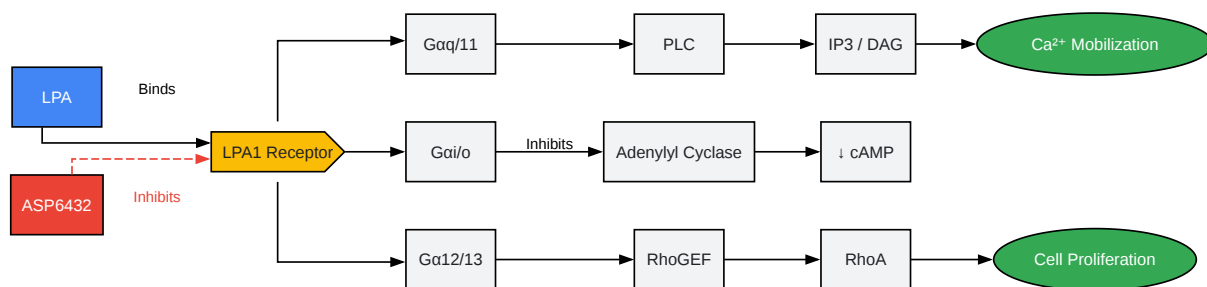 Gαq/11
PLC
IP3 / DAG
Ca²⁺ Mobilization
LPA
Binds
LPA1 Receptor
Gαi/o
Inhibits
Adenylyl Cyclase
↓ cAMP
ASP6432
Inhibits
Gα12/13
RhoGEF
RhoA
Cell Proliferation